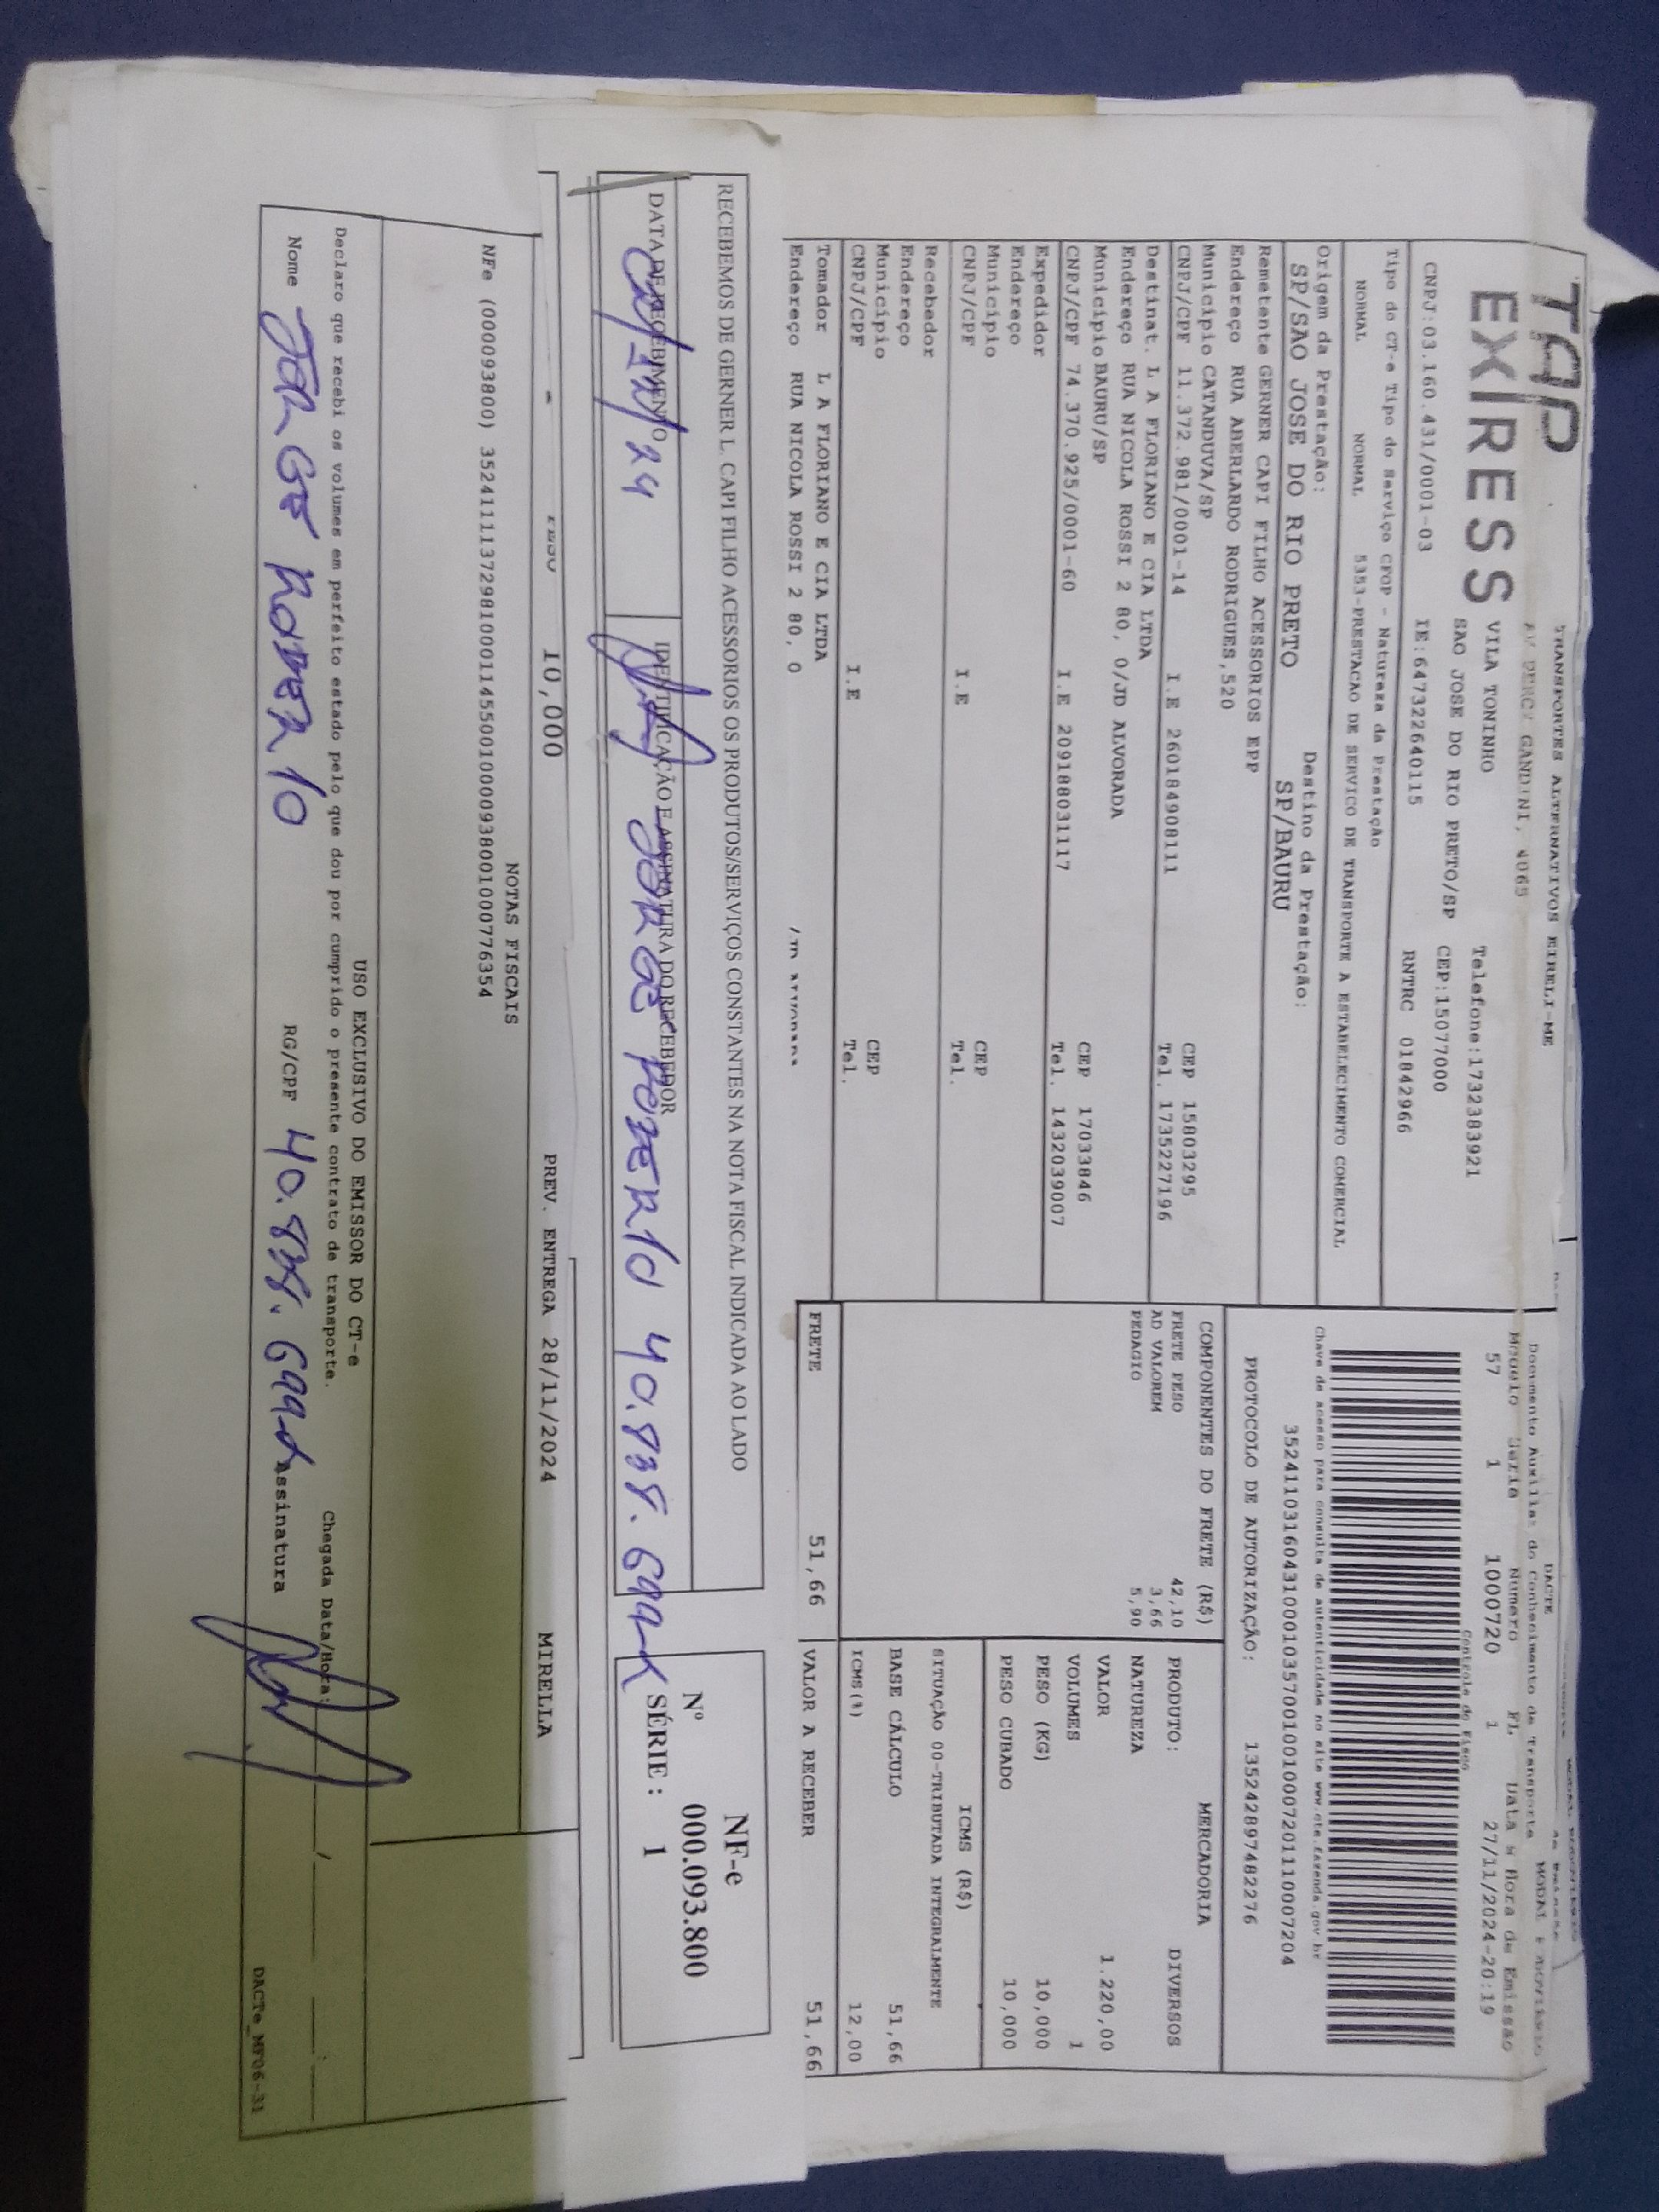 TAP
EXIRESS
TRANSPORTES ALTERNATIVOS EIRELI-ME
GANDINI, 4065
VILA TONINHO
Telefone:1732383921
SAO JOSE DO RIO PRETO/SP CEP:15077000
CNPJ:03.160.431/0001-03 IE:647322640115 RNTRC 01842966
Tipo do CT-e Tipo do Serviço CFOP - Natureza da Prestação
NORMAL NORMAL 5353-PRESTACAO DE SERVICO DE TRANSPORTE A ESTABELECIMENTO COMERCIAL
Origem da Prestação: Destino da Prestação:
SP/SAO JOSE DO RIO PRETO SP/BAURU
Remetente GERNER CAPI FILHO ACESSORIOS EPP
Endereço RUA ABERLARDO RODRIGUES,520
Município CATANDUVA/SP CEP 15803295
CNPJ/CPF 11.372.981/0001-14 I.E 260184908111 Tel. 1735227196
Destinat. L A FLORIANO E CIA LTDA
Endereço RUA NICOLA ROSSI 2 80, 0/JD ALVORADA
Município BAURU/SP CEP 17033846
CNPJ/CPF 74.370.925/0001-60 I.E 209188031117 Tel. 1432039007
Expedidor
Endereço
Município CEP
CNPJ/CPF I.E Tel.
Recebador
Endereço
Município CEP
CNPJ/CPF I.E Tel.
Tomador L A FLORIANO E CIA LTDA
Endereço RUA NICOLA ROSSI 2 80, 0
DACTE
Documento Auxiliar do Conhecimento de Transporte
Modelo Serie Número FL Data e Hora de Emissão
57 1 1000720 1 27/11/2024-20:19
Controle do Fisco
Chave de acesso para consulta de autenticidade no site www.cte.fazenda.gov.br
35241103160431000103570010010007201110007204
PROTOCOLO DE AUTORIZAÇÃO: 135242897482276
COMPONENTES DO FRETE (R$)
FRETE PESO 42,10
AD VALOREM 3,66
PEDAGIO 5,90
MERCADORIA
PRODUTO: DIVERSOS
NATUREZA
VALOR 1.220,00
VOLUMES 1
PESO (KG) 10,000
PESO CUBADO 10,000
ICMS (R$)
SITUAÇÃO 00-TRIBUTADA INTEGRALMENTE
BASE CÁLCULO 51,66
ICMS(%) 12,00
FRETE 51,66 VALOR A RECEBER 51,66
RECEBEMOS DE GERNER L. CAPI FILHO ACESSORIOS OS PRODUTOS/SERVIÇOS CONSTANTES NA NOTA FISCAL INDICADA AO LADO
DATA DE RECEBIMENTO IDENTIFICAÇÃO E ASSINATURA DO RECEBEDOR
NF-e
Nº 000.093.800
SÉRIE : 1
10,000 PREV. ENTREGA 28/11/2024 MIRELLA
NOTAS FISCAIS
NFe (000093800) 35241111372981000114550010000938001000776354
USO EXCLUSIVO DO EMISSOR DO CT-e
Declaro que recebi os volumes em perfeito estado pelo que dou por cumprido o presente contrato de transporte. Chegada Data/Hora:
Nome RG/CPF Assinatura
DACTe_MF06-31